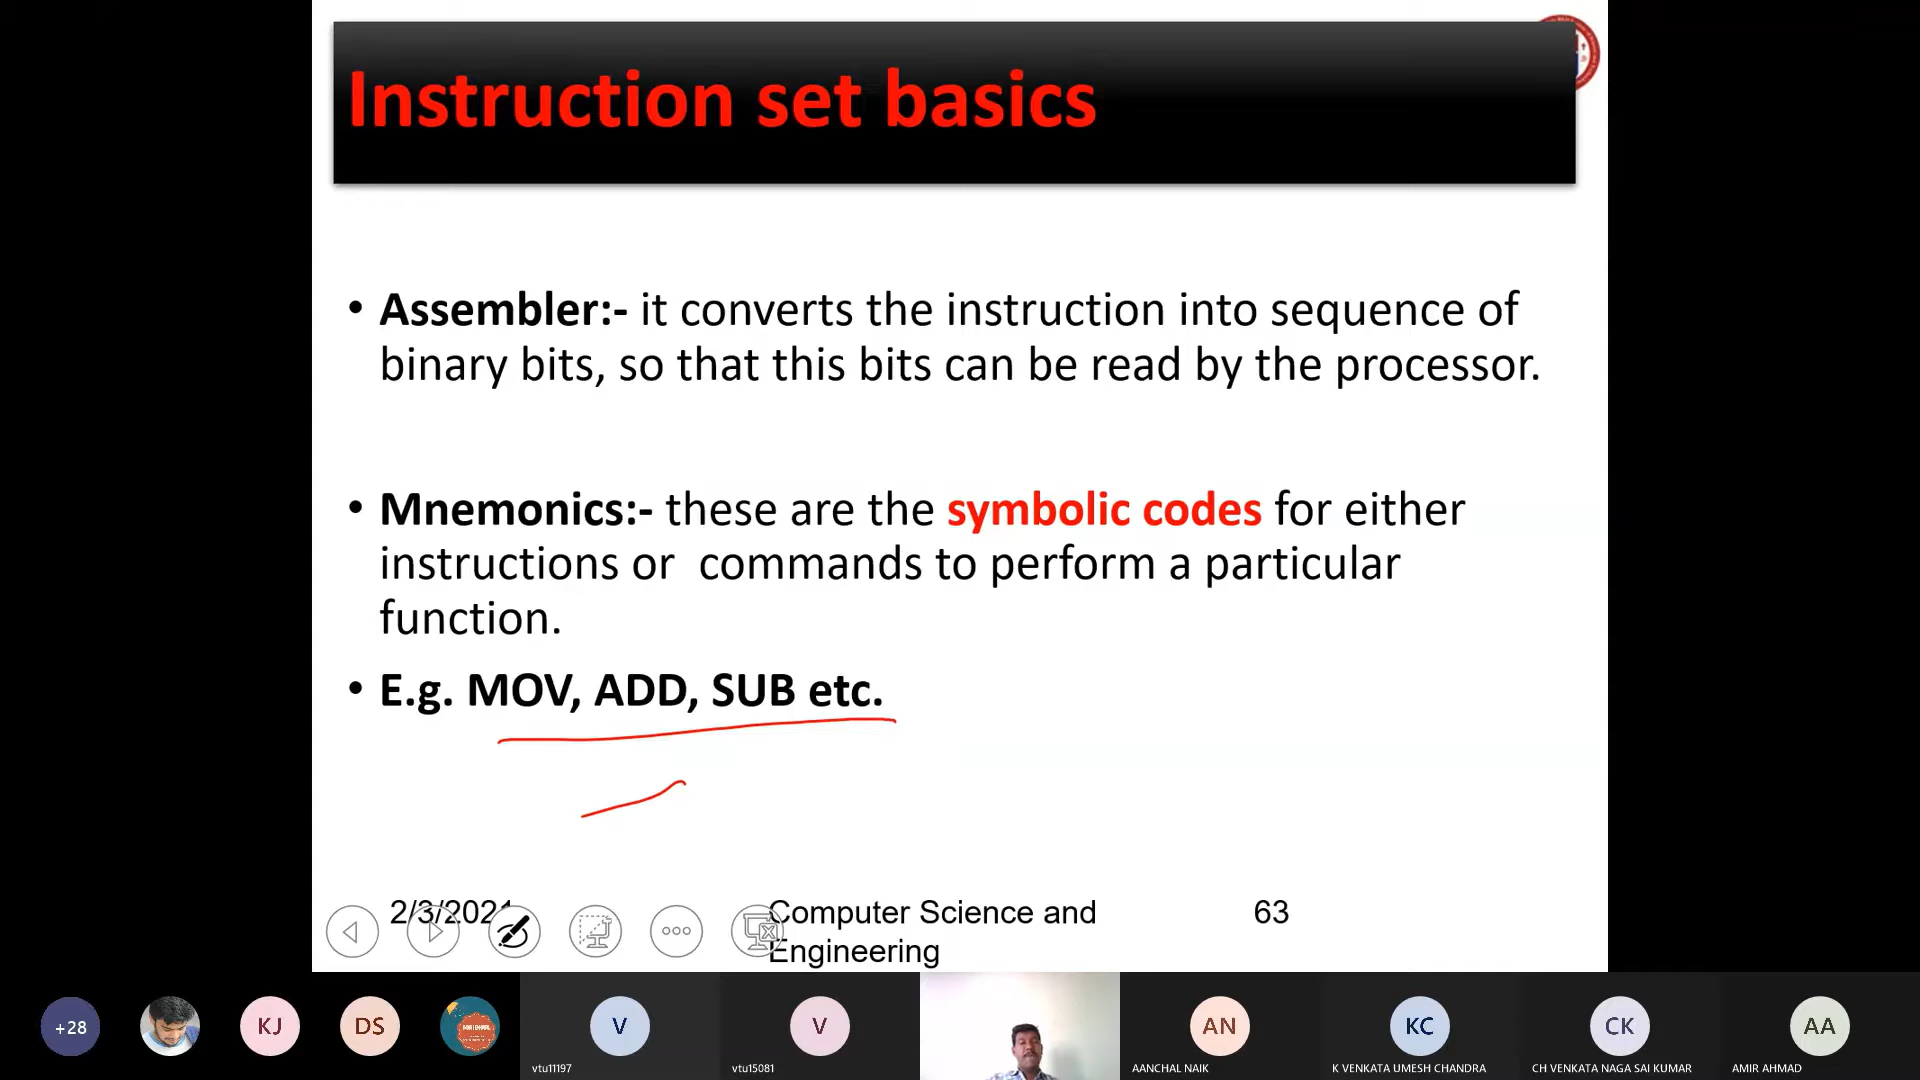 Instruction set basics
• Assembler:- it converts the instruction into sequence of
binary bits, so that this bits can be read by the processor.
• Mnemonics:- these are the symbolic codes for either
instructions or commands to perform a particular
function.
• E.g. MOV, ADD, SUB etc.
2/3/2021
Computer Science and
Engineering
63
+28
KJ
DS
V
V
AN
KC
CK
AA
vtu11197
vtu15081
AANCHAL NAIK
K VENKATA UMESH CHANDRA
CH VENKATA NAGA SAI KUMAR
AMIR AHMAD